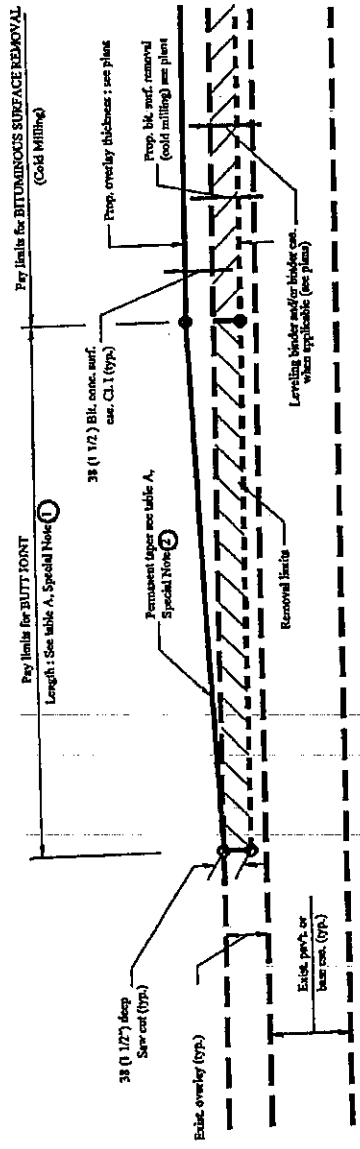 Pay limits for BUTT JOINT
Length : See table A, Special Note 1
Pay limits for BITUMINOUS SURFACE REMOVAL
(Cold Milling)
38 (1 1/2") deep
Saw cut (typ.)
Exist. overlay (typ.)
Exist. pav't. or
base cse. (typ.)
Permanent taper see table A,
Special Note 2
Removal limits
38 (1 1/2 ) Bit. conc. surf.
cse. Cl. I (typ.)
Prop. overlay thickness ; see plans
Prop. bit. surf. removal
(cold milling) see plans
Leveling binder and/or binder cse.
when applicable (see plans)